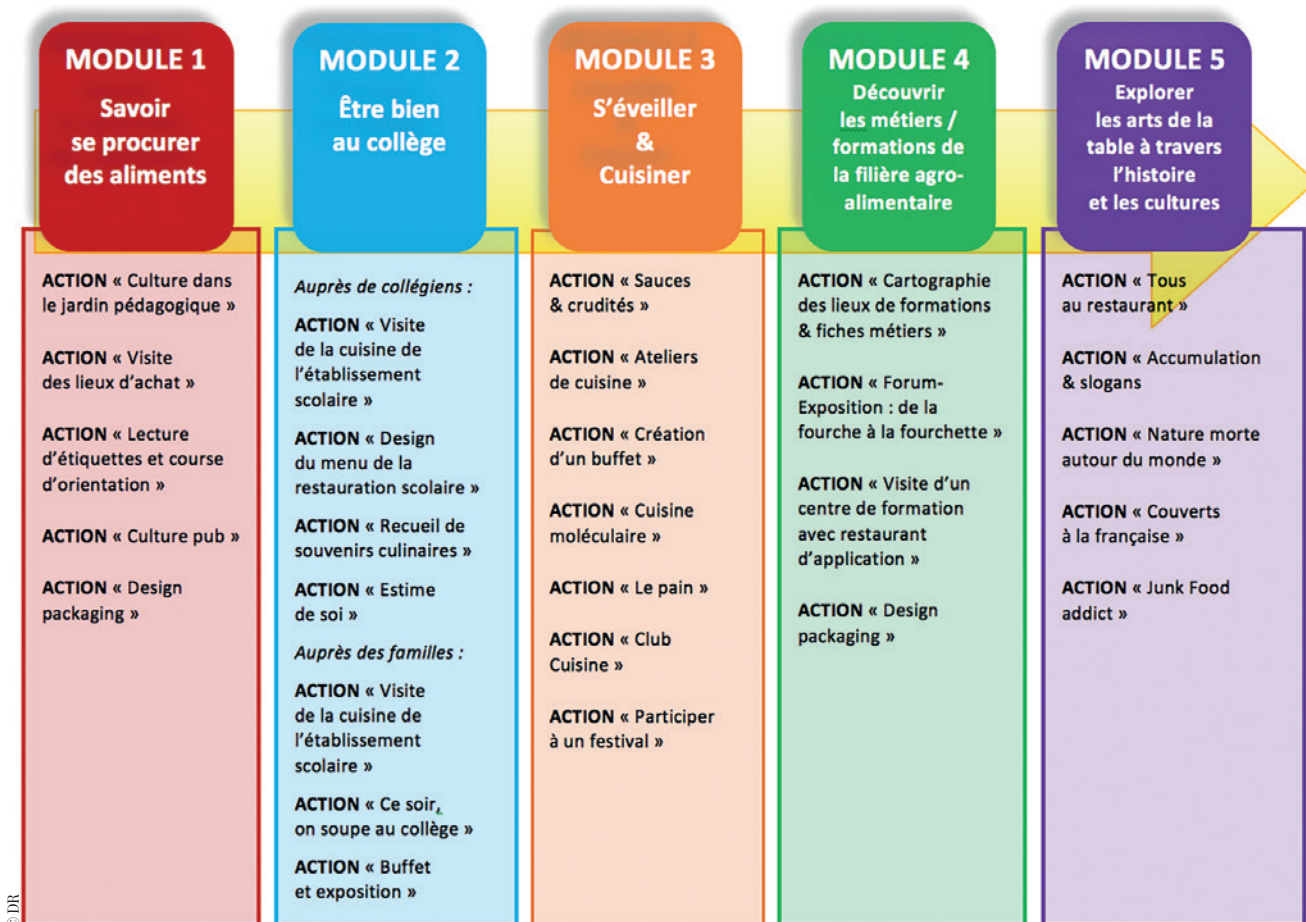 MODULE 1
Savoir
se procurer
des aliments
ACTION « Culture dans
le jardin pédagogique »
ACTION « Visite
des lieux d’achat »
ACTION « Lecture
d’étiquettes et course
d’orientation »
ACTION « Culture pub »
ACTION « Design
packaging »
MODULE 2
Être bien
au collège
Auprès de collégiens :
ACTION « Visite
de la cuisine de
l’établissement
scolaire »
ACTION « Design
du menu de la
restauration scolaire »
ACTION « Recueil de
souvenirs culinaires »
ACTION « Estime
de soi »
Auprès des familles :
ACTION « Visite
de la cuisine de
l’établissement
scolaire »
ACTION « Ce soir,
on soupe au collège »
ACTION « Buffet
et exposition »
MODULE 3
S’éveiller
&
Cuisiner
ACTION « Sauces
& crudités »
ACTION « Ateliers
de cuisine »
ACTION « Création
d’un buffet »
ACTION « Cuisine
moléculaire »
ACTION « Le pain »
ACTION « Club
Cuisine »
ACTION « Participer
à un festival »
MODULE 4
Découvrir
les métiers /
formations de
la filière agro-
alimentaire
ACTION « Cartographie
des lieux de formations
& fiches métiers »
ACTION « Forum-
Exposition : de la
fourche à la fourchette »
ACTION « Visite d’un
centre de formation
avec restaurant
d’application »
ACTION « Design
packaging »
MODULE 5
Explorer
les arts de la
table à travers
l’histoire
et les cultures
ACTION « Tous
au restaurant »
ACTION « Accumulation
& slogans
ACTION « Nature morte
autour du monde »
ACTION « Couverts
à la française »
ACTION « Junk Food
addict »
© DR